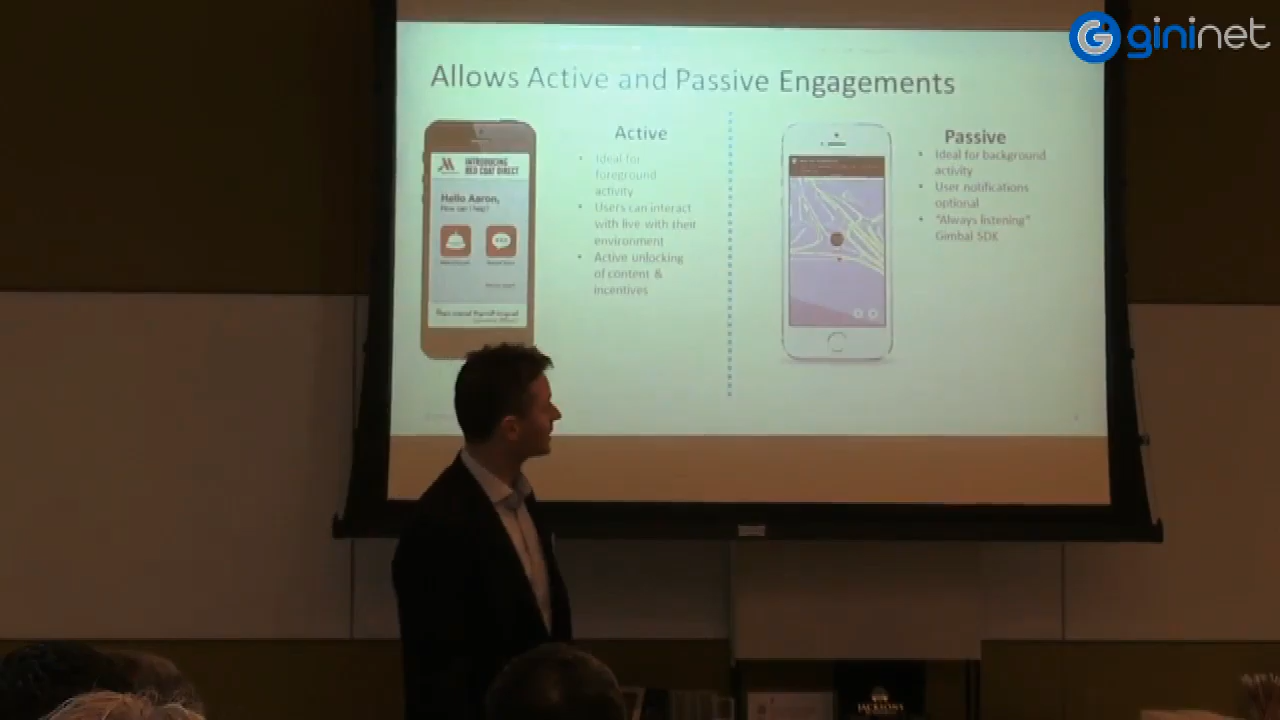 gininet
Allows Active and Passive Engagements
Active
• Ideal for
foreground
activity
• Users can interact
with live with their
environment
• Active unlocking
of content &
incentives
Passive
• Ideal for background
activity
• User notifications
optional
• "Always listening"
Gimbal SDK
INTRODUCING
RED COAT DIRECT
Hello Aaron,
How can I help?
JACKSONS